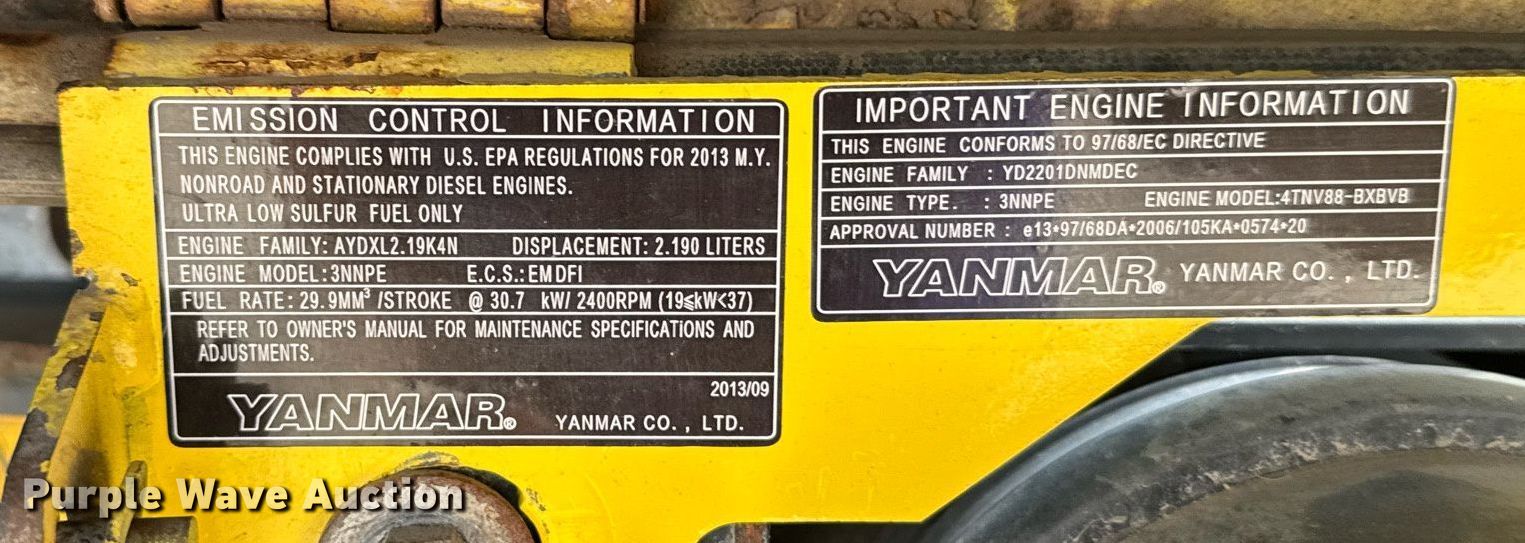 EMISSION CONTROL INFORMATION
THIS ENGINE COMPLIES WITH U.S. EPA REGULATIONS FOR 2013 M.Y.
NONROAD AND STATIONARY DIESEL ENGINES.
ULTRA LOW SULFUR FUEL ONLY
ENGINE FAMILY: AYDXL2.19K4N DISPLACEMENT: 2.190 LITERS
ENGINE MODEL:3NNPE E.C.S.:EM DFI
FUEL RATE: 29.9MM³ /STROKE @ 30.7 kW/ 2400RPM (19≦kW<37)
REFER TO OWNER'S MANUAL FOR MAINTENANCE SPECIFICATIONS AND
ADJUSTMENTS.
2013/09
YANMAR® YANMAR CO. , LTD.
IMPORTANT ENGINE INFORMATION
THIS ENGINE CONFORMS TO 97/68/EC DIRECTIVE
ENGINE FAMILY : YD2201DNMDEC
ENGINE TYPE. : 3NNPE ENGINE MODEL:4TNV88-BXBVB
APPROVAL NUMBER : e13*97/68DA*2006/105KA*0574*20
YANMAR® YANMAR CO. , LTD.
Purple Wave Auction